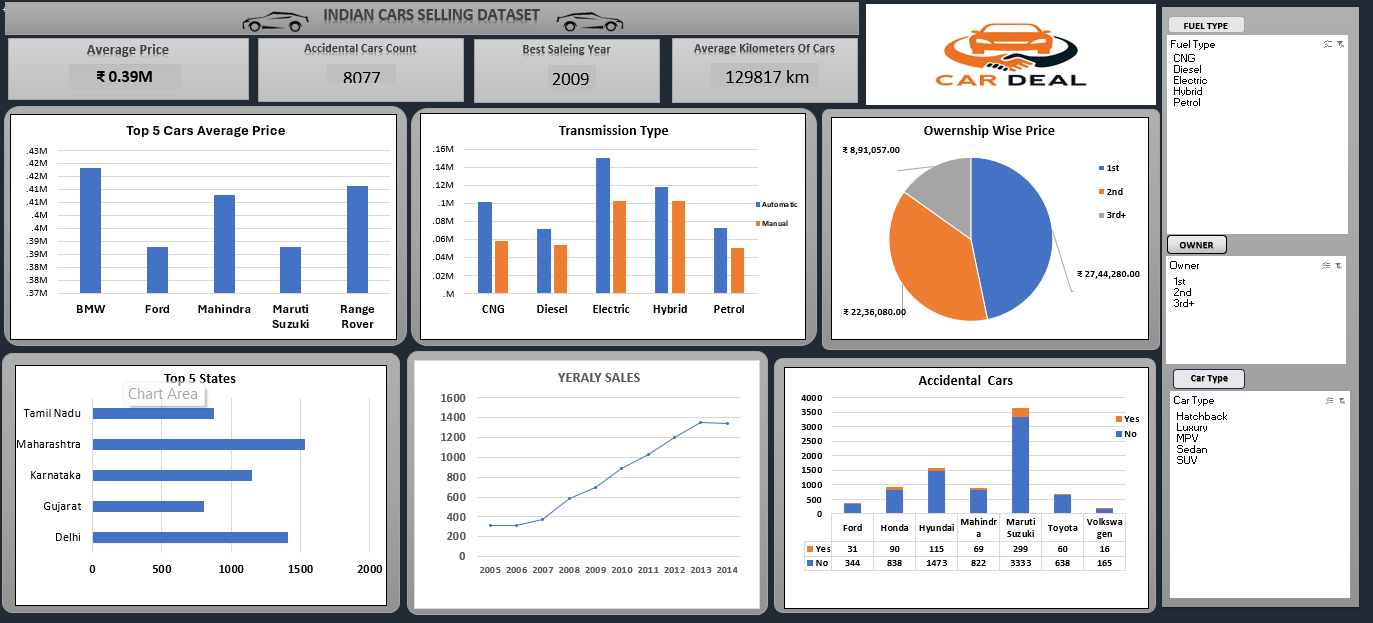 INDIAN CARS SELLING DATASET
Average Price
₹ 0.39M
Accidental Cars Count
8077
Best Saleing Year
2009
Average Kilometers Of Cars
129817 km
CAR DEAL
Top 5 Cars Average Price
.43M
.42M
.42M
.41M
.41M
.4M
.4M
.39M
.39M
.38M
.38M
.37M
BMW Ford Mahindra Maruti Suzuki Range Rover
Transmission Type
.16M
.14M
.12M
.1M
.08M
.06M
.04M
.02M
.M
CNG Diesel Electric Hybrid Petrol
Automatic
Manual
Owernship Wise Price
₹ 8,91,057.00
₹ 27,44,280.00
₹ 22,36,080.00
1st
2nd
3rd+
Top 5 States
Chart Area
Tamil Nadu
Maharashtra
Karnataka
Gujarat
Delhi
0 500 1000 1500 2000
YERALY SALES
1600
1400
1200
1000
800
600
400
200
0
2005 2006 2007 2008 2009 2010 2011 2012 2013 2014
Accidental Cars
4000
3500
3000
2500
2000
1500
1000
500
0
Yes
No
Ford Honda Hyundai Mahindra Maruti Suzuki Toyota Volkswagen
Yes 31 90 115 69 299 60 16
No 344 838 1473 822 3333 638 165
FUEL TYPE
Fuel Type
CNG
Diesel
Electric
Hybrid
Petrol
OWNER
Owner
1st
2nd
3rd+
Car Type
Car Type
Hatchback
Luxury
MPV
Sedan
SUV